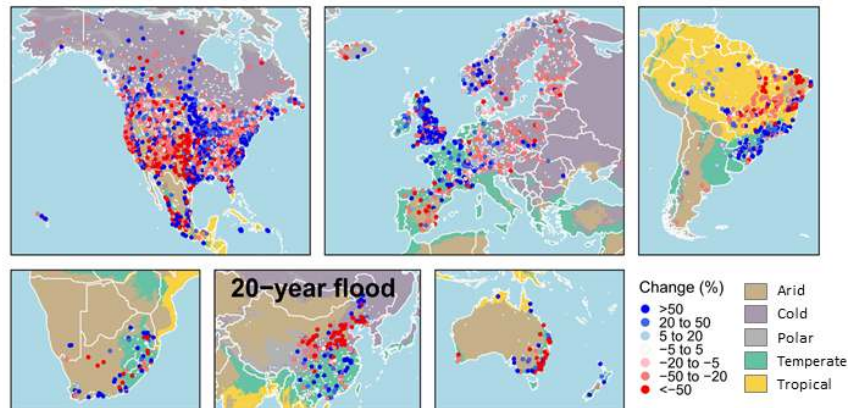 20−year flood
Change (%)
>50
20 to 50
5 to 20
−5 to 5
−20 to −5
−50 to −20
<−50
Arid
Cold
Polar
Temperate
Tropical